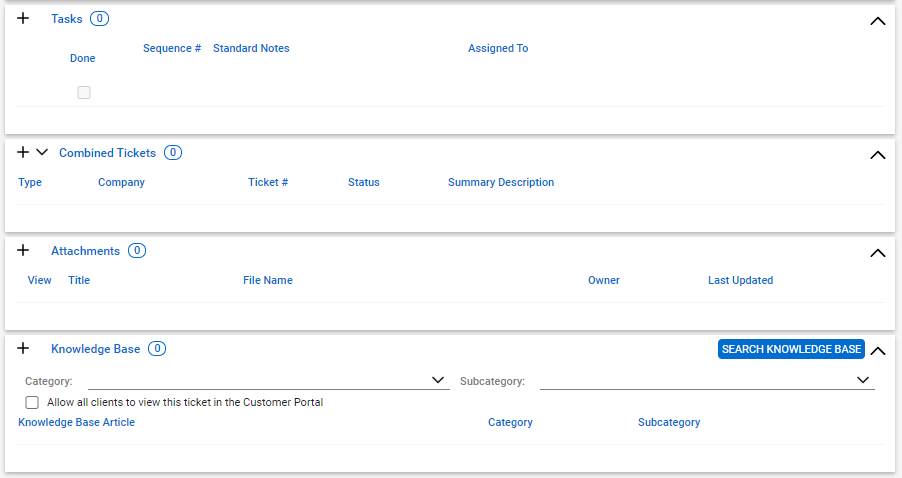 Tasks 0
Done Sequence # Standard Notes Assigned To
Combined Tickets 0
Type Company Ticket # Status Summary Description
Attachments 0
View Title File Name Owner Last Updated
Knowledge Base 0 SEARCH KNOWLEDGE BASE
Category: Subcategory:
Allow all clients to view this ticket in the Customer Portal
Knowledge Base Article Category Subcategory